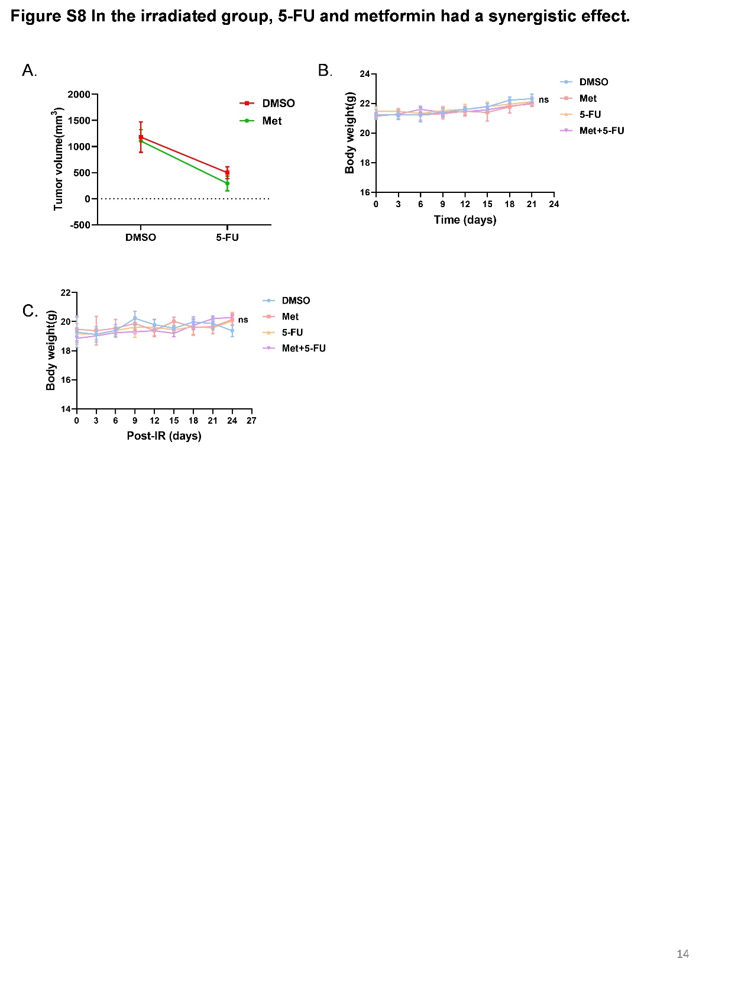 Figure S8 In the irradiated group, 5-FU and metformin had a synergistic effect.
A.
2000
1500
1000
500
0
-500
Tumor volume(mm3)
DMSO
5-FU
DMSO
Met
B.
24
22
20
18
16
Body weight(g)
0 3 6 9 12 15 18 21 24
Time (days)
ns
DMSO
Met
5-FU
Met+5-FU
C.
22
20
18
16
14
Body weight(g)
0 3 6 9 12 15 18 21 24 27
Post-IR (days)
ns
DMSO
Met
5-FU
Met+5-FU
14